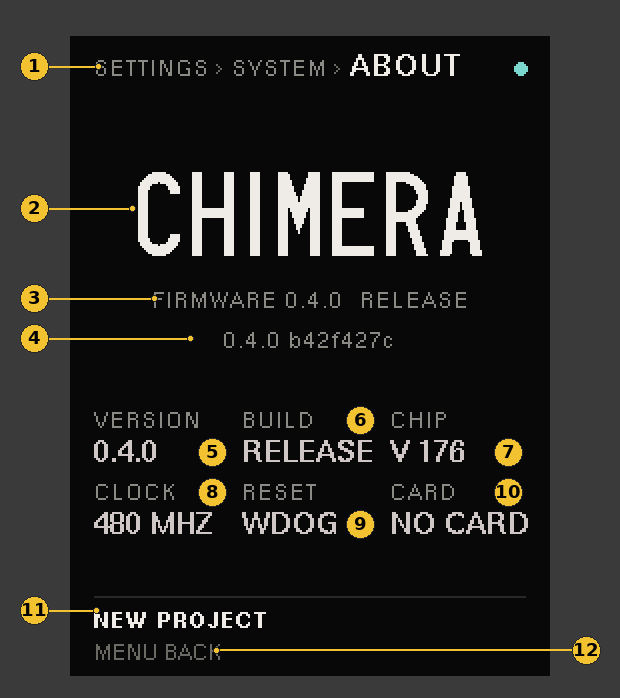 1 SETTINGS > SYSTEM > ABOUT
2 CHIMERA
3 FIRMWARE 0.4.0 RELEASE
4 0.4.0 b42f427c
VERSION BUILD 6 CHIP
0.4.0 5 RELEASE V 176 7
CLOCK 8 RESET CARD 10
480 MHZ WDOG 9 NO CARD
11 NEW PROJECT
MENU BACK 12